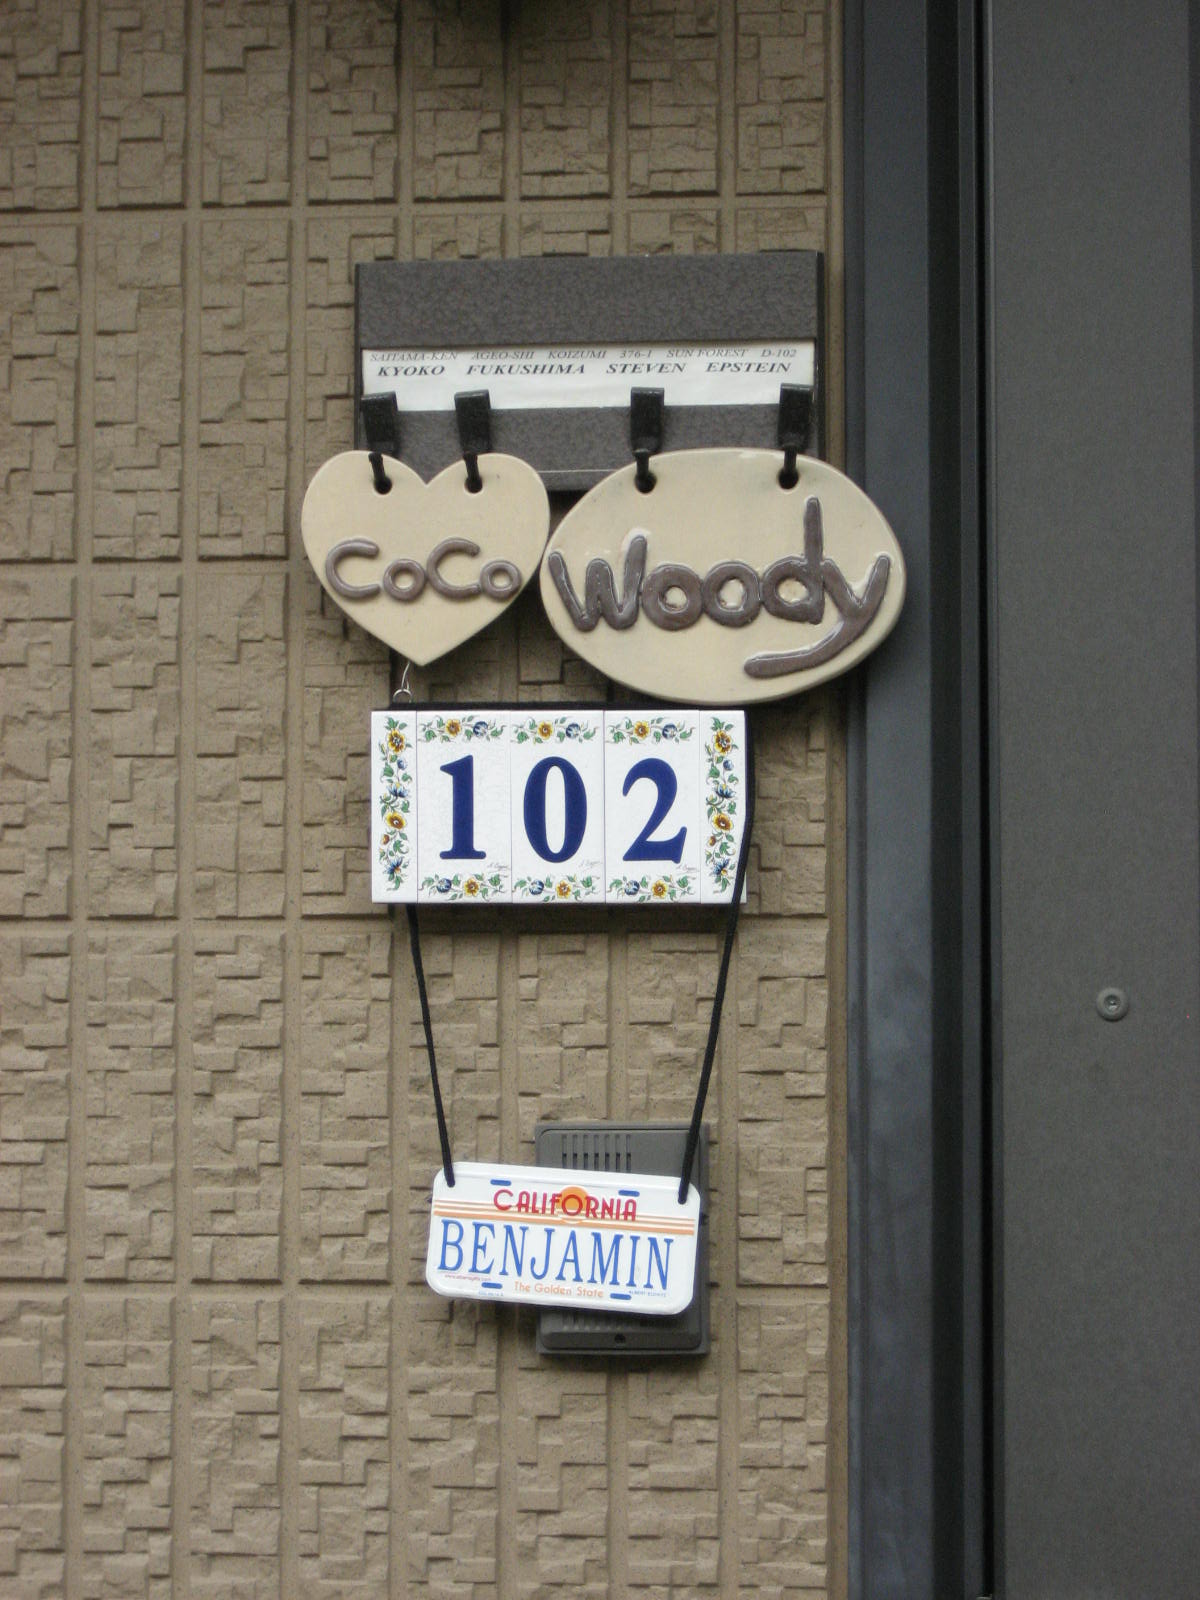 SAITAMA-KEN AGEO-SHI KOIZUMI 376-1 SUN FOREST D-102
KYOKO FUKUSHIMA STEVEN EPSTEIN
CoCo
Woody
102
CALIFORNIA
BENJAMIN
The Golden State